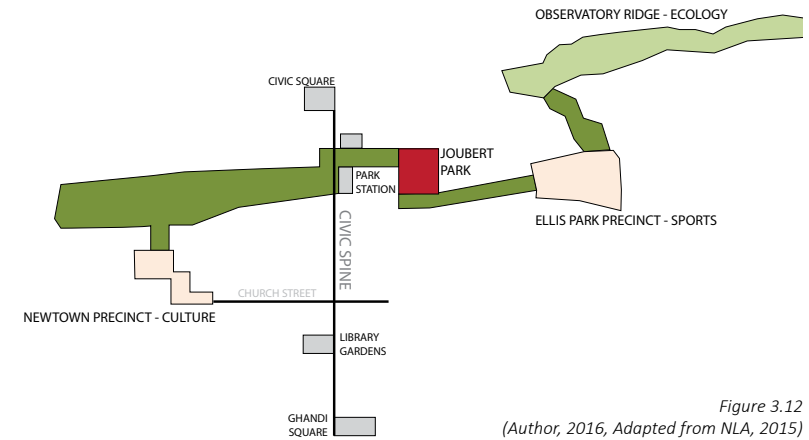 OBSERVATORY RIDGE - ECOLOGY
CIVIC SQUARE
JOUBERT
PARK
PARK
STATION
ELLIS PARK PRECINCT - SPORTS
CIVIC SPINE
CHURCH STREET
NEWTOWN PRECINCT - CULTURE
LIBRARY
GARDENS
GHANDI
SQUARE
Figure 3.12
(Author, 2016, Adapted from NLA, 2015)